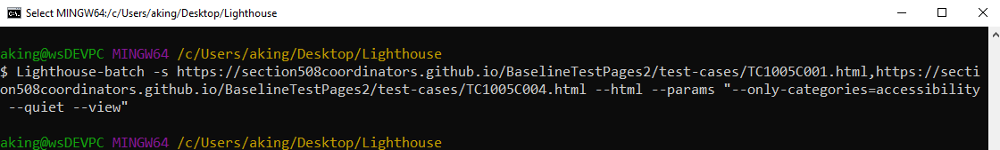 Select MINGW64:/c/Users/aking/Desktop/Lighthouse
aking@wsDEVPC MINGW64 /c/Users/aking/Desktop/Lighthouse
$ Lighthouse-batch -s https://section508coordinators.github.io/BaselineTestPages2/test-cases/TC1005C001.html,https://secti
on508coordinators.github.io/BaselineTestPages2/test-cases/TC1005C004.html --html --params "--only-categories=accessibility
 --quiet --view"
aking@wsDEVPC MINGW64 /c/Users/aking/Desktop/Lighthouse